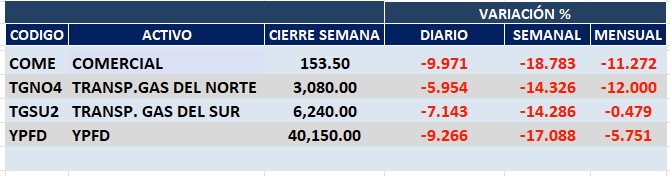 VARIACIÓN %
CODIGO ACTIVO CIERRE SEMANA DIARIO SEMANAL MENSUAL
COME COMERCIAL 153.50 -9.971 -18.783 -11.272
TGNO4 TRANSP.GAS DEL NORTE 3,080.00 -5.954 -14.326 -12.000
TGSU2 TRANSP. GAS DEL SUR 6,240.00 -7.143 -14.286 -0.479
YPFD YPFD 40,150.00 -9.266 -17.088 -5.751